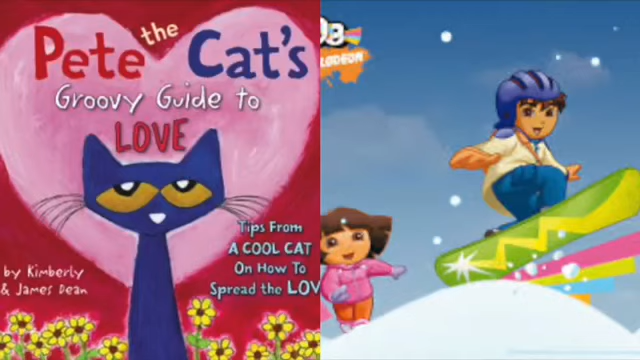 Pete the Cat's
Groovy Guide to
LOVE
Tips From
A COOL CAT
On How To
Spread the LOV
by Kimberly
& James Dean